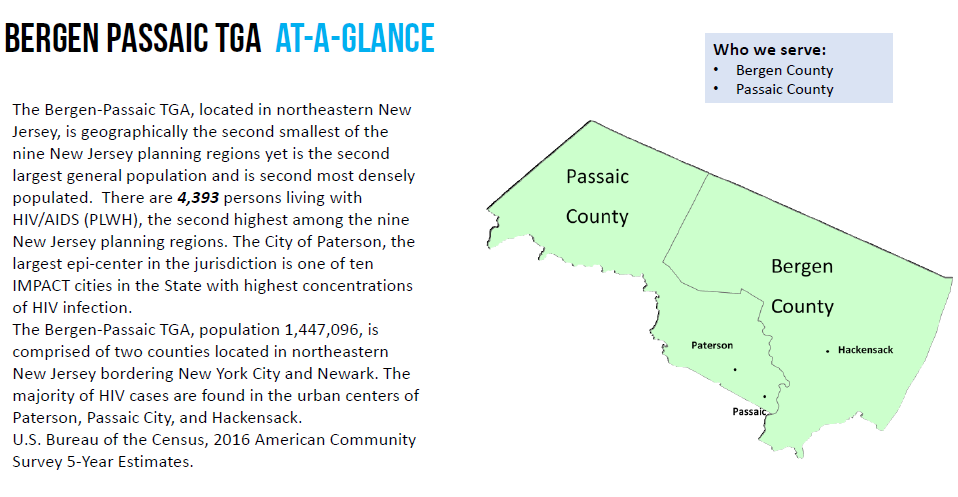 BERGEN PASSAIC TGA AT-A-GLANCE
Who we serve:
• Bergen County
• Passaic County
The Bergen-Passaic TGA, located in northeastern New
Jersey, is geographically the second smallest of the
nine New Jersey planning regions yet is the second
largest general population and is second most densely
populated.  There are 4,393 persons living with
HIV/AIDS (PLWH), the second highest among the nine
New Jersey planning regions. The City of Paterson, the
largest epi-center in the jurisdiction is one of ten
IMPACT cities in the State with highest concentrations
of HIV infection.
The Bergen-Passaic TGA, population 1,447,096, is
comprised of two counties located in northeastern
New Jersey bordering New York City and Newark. The
majority of HIV cases are found in the urban centers of
Paterson, Passaic City, and Hackensack.
U.S. Bureau of the Census, 2016 American Community
Survey 5-Year Estimates.
Passaic
County
Bergen
County
Paterson
Hackensack
Passaic